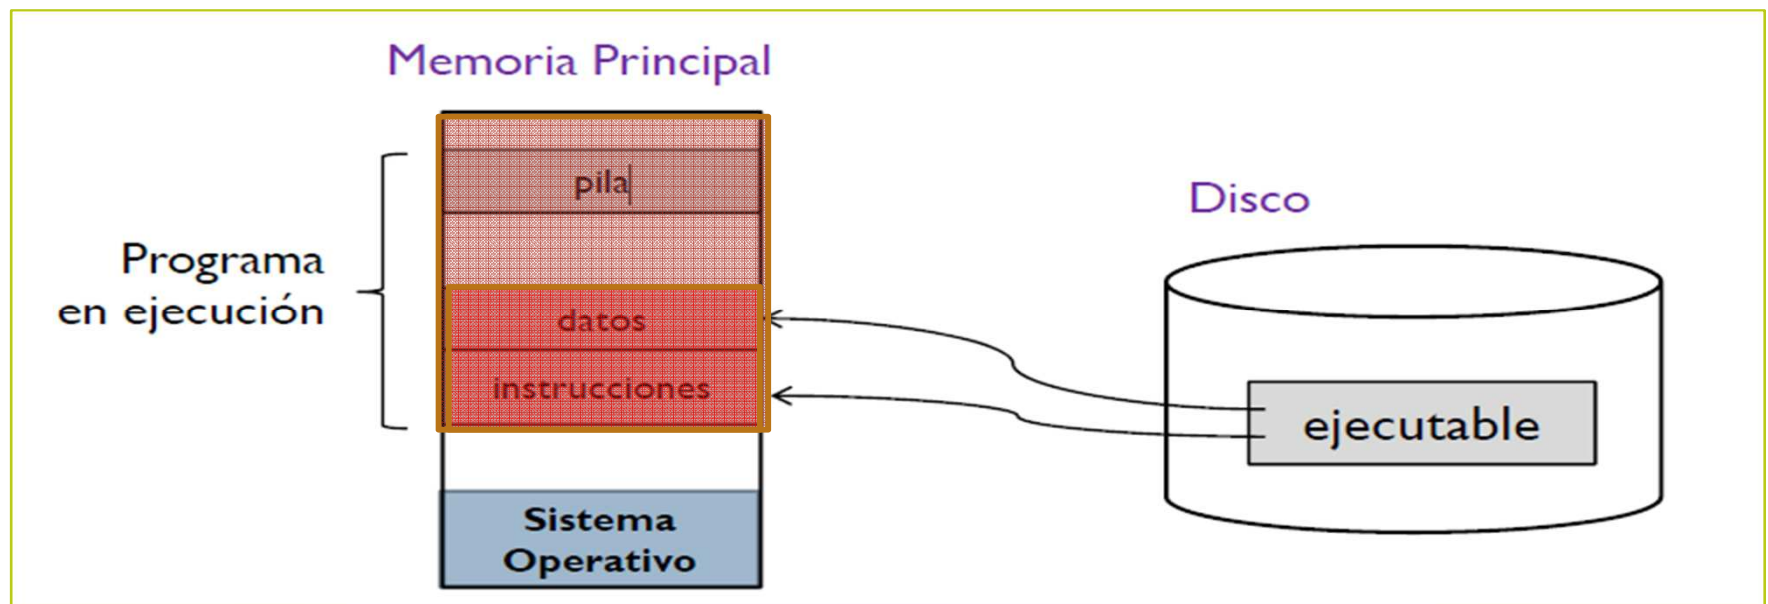 Memoria Principal
pila
Disco
Programa
en ejecución
datos
instrucciones
ejecutable
Sistema
Operativo